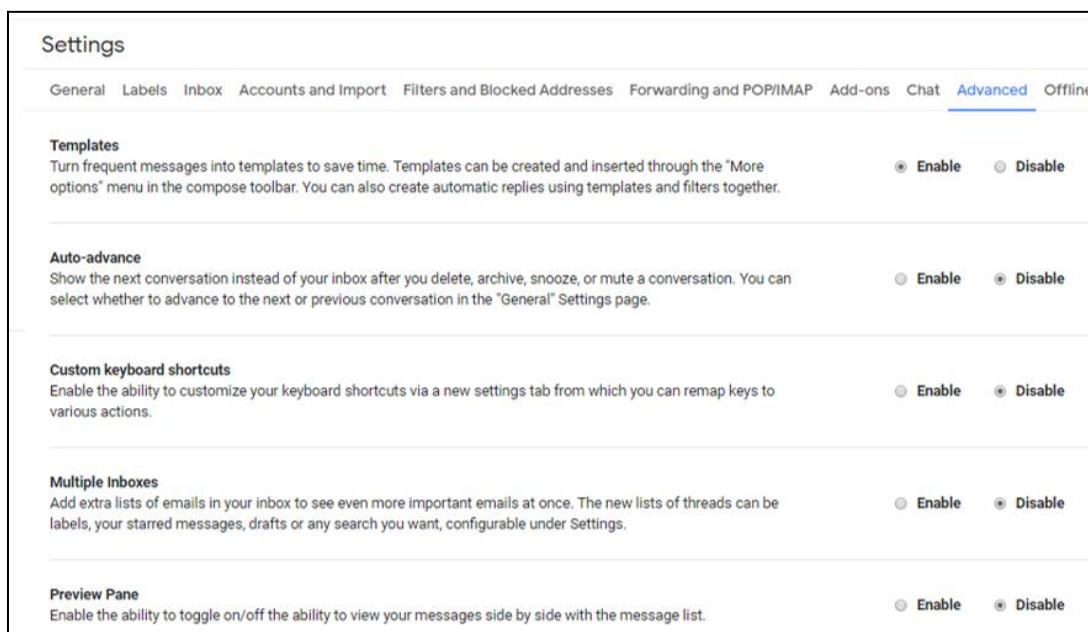 Settings
General Labels Inbox Accounts and Import Filters and Blocked Addresses Forwarding and POP/IMAP Add-ons Chat Advanced Offline
Templates
Turn frequent messages into templates to save time. Templates can be created and inserted through the "More
options" menu in the compose toolbar. You can also create automatic replies using templates and filters together.
Enable Disable
Auto-advance
Show the next conversation instead of your inbox after you delete, archive, snooze, or mute a conversation. You can
select whether to advance to the next or previous conversation in the "General" Settings page.
Enable Disable
Custom keyboard shortcuts
Enable the ability to customize your keyboard shortcuts via a new settings tab from which you can remap keys to
various actions.
Enable Disable
Multiple Inboxes
Add extra lists of emails in your inbox to see even more important emails at once. The new lists of threads can be
labels, your starred messages, drafts or any search you want, configurable under Settings.
Enable Disable
Preview Pane
Enable the ability to toggle on/off the ability to view your messages side by side with the message list.
Enable Disable